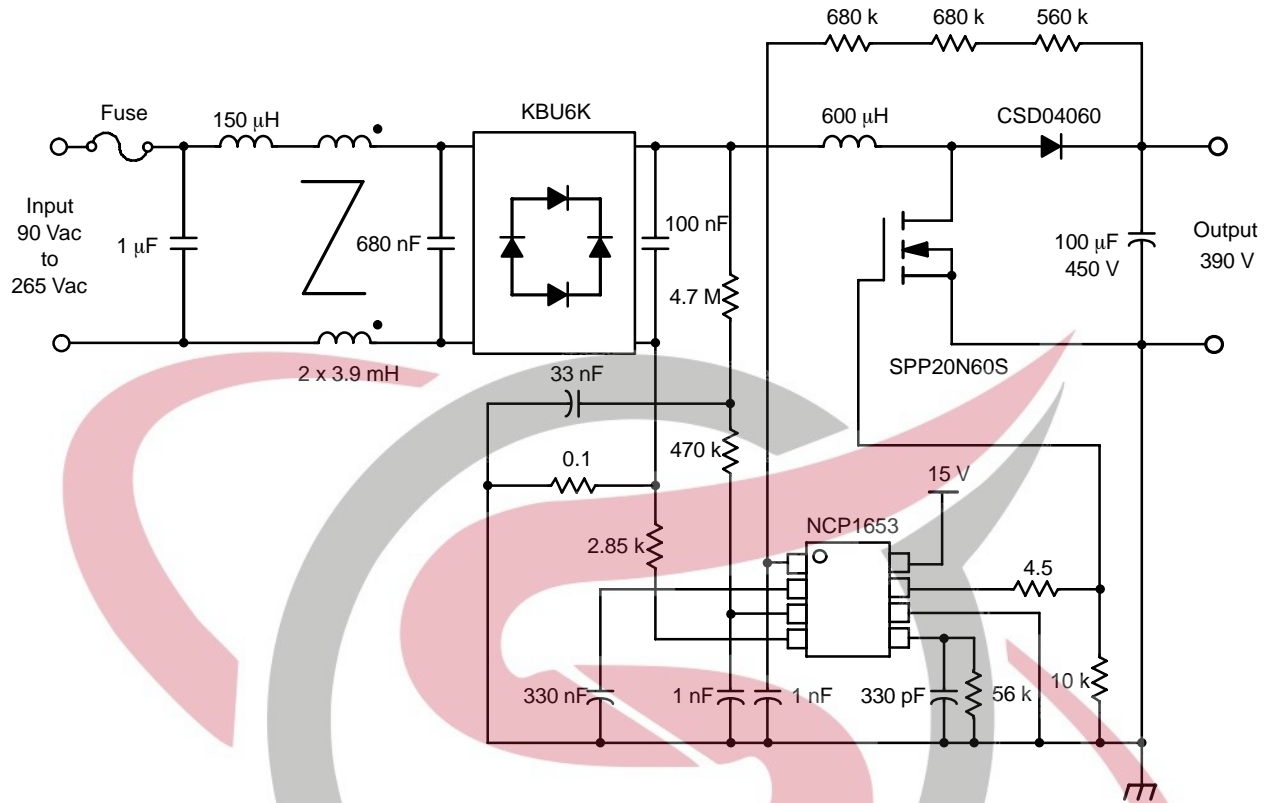 680 k
680 k
560 k
Fuse
150 μH
KBU6K
600 μH
CSD04060
Input
90 Vac
to
265 Vac
1 μF
680 nF
100 nF
4.7 M
100 μF
450 V
Output
390 V
2 x 3.9 mH
33 nF
SPP20N60S
470 k
0.1
15 V
NCP1653
2.85 k
4.5
330 nF
1 nF
1 nF
330 pF
56 k
10 k